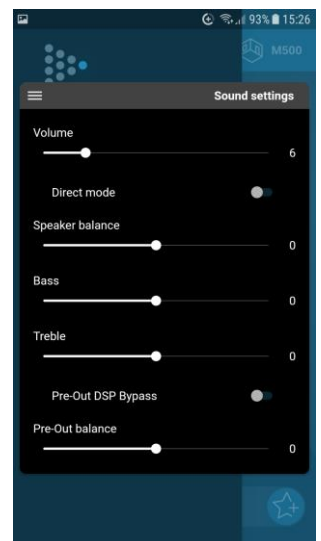 93% 15:26
M500
Sound settings
Volume
6
Direct mode
Speaker balance
0
Bass
0
Treble
0
Pre-Out DSP Bypass
Pre-Out balance
0